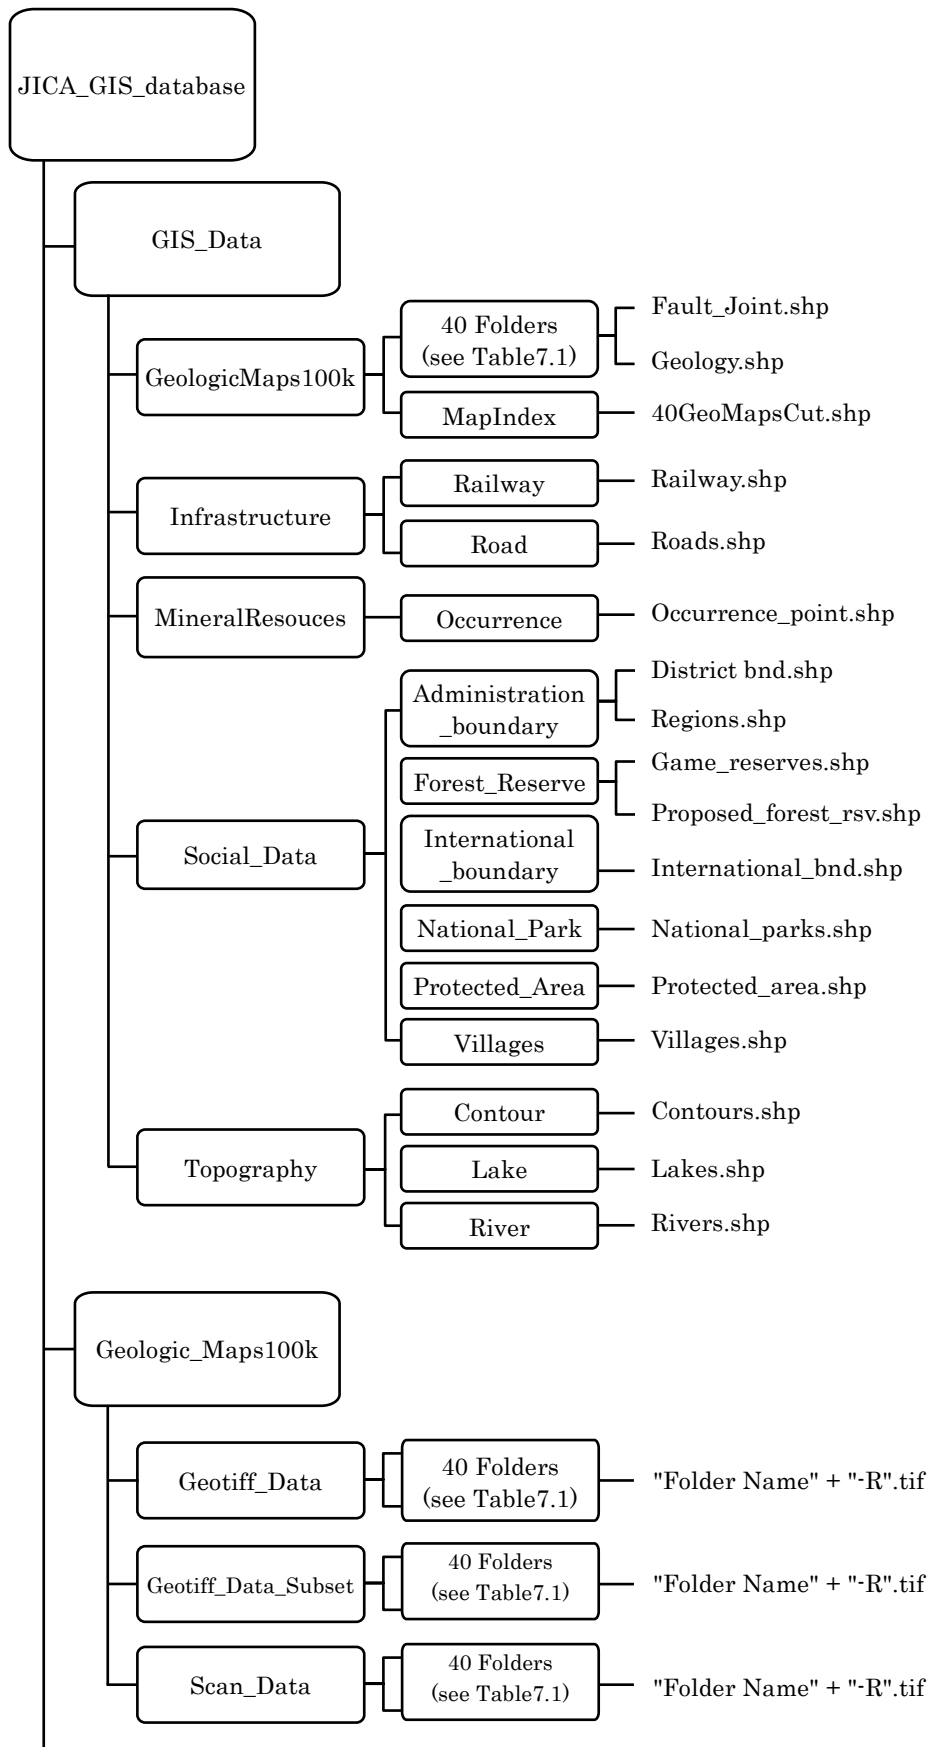 JICA_GIS_database
GIS_Data
GeologicMaps100k
40 Folders
(see Table7.1)
Fault_Joint.shp
Geology.shp
MapIndex
40GeoMapsCut.shp
Infrastructure
Railway
Railway.shp
Road
Roads.shp
MineralResouces
Occurrence
Occurrence_point.shp
Social_Data
Administration
_boundary
District bnd.shp
Regions.shp
Forest_Reserve
Game_reserves.shp
Proposed_forest_rsv.shp
International
_boundary
International_bnd.shp
National_Park
National_parks.shp
Protected_Area
Protected_area.shp
Villages
Villages.shp
Topography
Contour
Contours.shp
Lake
Lakes.shp
River
Rivers.shp
Geologic_Maps100k
Geotiff_Data
40 Folders
(see Table7.1)
"Folder Name" + "-R".tif
Geotiff_Data_Subset
40 Folders
(see Table7.1)
"Folder Name" + "-R".tif
Scan_Data
40 Folders
(see Table7.1)
"Folder Name" + "-R".tif